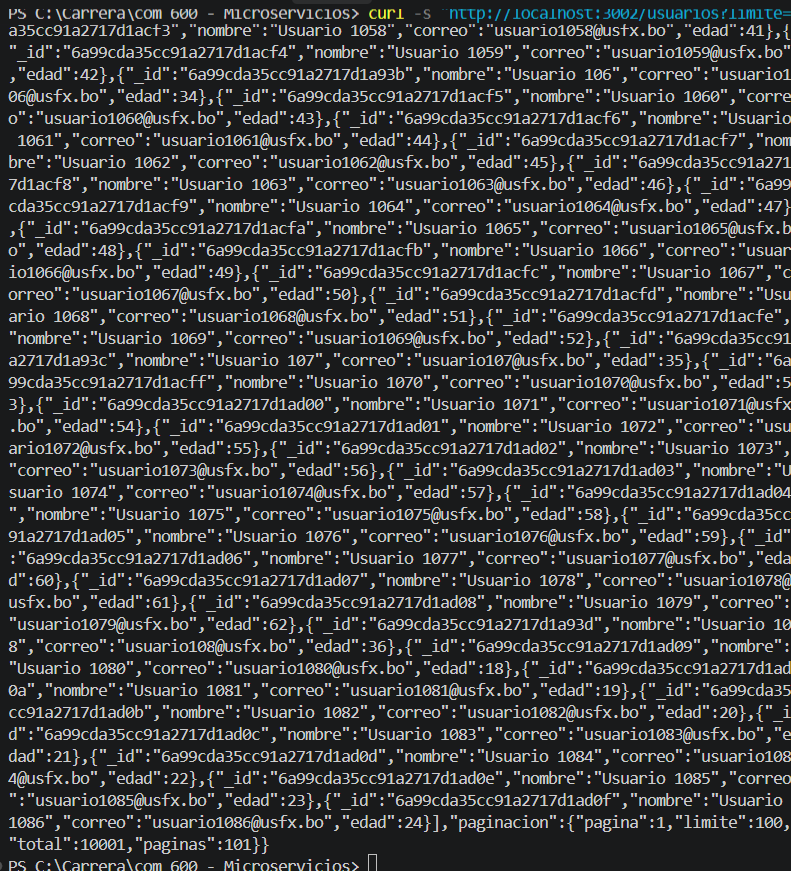 PS C:\Carrera\com 600 - Microservicios> curl -s "http://localhost:3002/usuarios?limite=
a35cc91a2717d1acf3","nombre":"Usuario 1058","correo":"usuario1058@usfx.bo","edad":41},{
"_id":"6a99cda35cc91a2717d1acf4","nombre":"Usuario 1059","correo":"usuario1059@usfx.bo"
,"edad":42},{"_id":"6a99cda35cc91a2717d1a93b","nombre":"Usuario 106","correo":"usuario1
06@usfx.bo","edad":34},{"_id":"6a99cda35cc91a2717d1acf5","nombre":"Usuario 1060","corre
o":"usuario1060@usfx.bo","edad":43},{"_id":"6a99cda35cc91a2717d1acf6","nombre":"Usuario
 1061","correo":"usuario1061@usfx.bo","edad":44},{"_id":"6a99cda35cc91a2717d1acf7","nom
bre":"Usuario 1062","correo":"usuario1062@usfx.bo","edad":45},{"_id":"6a99cda35cc91a271
7d1acf8","nombre":"Usuario 1063","correo":"usuario1063@usfx.bo","edad":46},{"_id":"6a99
cda35cc91a2717d1acf9","nombre":"Usuario 1064","correo":"usuario1064@usfx.bo","edad":47}
,{"_id":"6a99cda35cc91a2717d1acfa","nombre":"Usuario 1065","correo":"usuario1065@usfx.b
o","edad":48},{"_id":"6a99cda35cc91a2717d1acfb","nombre":"Usuario 1066","correo":"usuar
io1066@usfx.bo","edad":49},{"_id":"6a99cda35cc91a2717d1acfc","nombre":"Usuario 1067","c
orreo":"usuario1067@usfx.bo","edad":50},{"_id":"6a99cda35cc91a2717d1acfd","nombre":"Usu
ario 1068","correo":"usuario1068@usfx.bo","edad":51},{"_id":"6a99cda35cc91a2717d1acfe",
"nombre":"Usuario 1069","correo":"usuario1069@usfx.bo","edad":52},{"_id":"6a99cda35cc91
a2717d1a93c","nombre":"Usuario 107","correo":"usuario107@usfx.bo","edad":35},{"_id":"6a
99cda35cc91a2717d1acff","nombre":"Usuario 1070","correo":"usuario1070@usfx.bo","edad":5
3},{"_id":"6a99cda35cc91a2717d1ad00","nombre":"Usuario 1071","correo":"usuario1071@usfx
.bo","edad":54},{"_id":"6a99cda35cc91a2717d1ad01","nombre":"Usuario 1072","correo":"usu
ario1072@usfx.bo","edad":55},{"_id":"6a99cda35cc91a2717d1ad02","nombre":"Usuario 1073",
"correo":"usuario1073@usfx.bo","edad":56},{"_id":"6a99cda35cc91a2717d1ad03","nombre":"U
suario 1074","correo":"usuario1074@usfx.bo","edad":57},{"_id":"6a99cda35cc91a2717d1ad04
","nombre":"Usuario 1075","correo":"usuario1075@usfx.bo","edad":58},{"_id":"6a99cda35cc
91a2717d1ad05","nombre":"Usuario 1076","correo":"usuario1076@usfx.bo","edad":59},{"_id"
:"6a99cda35cc91a2717d1ad06","nombre":"Usuario 1077","correo":"usuario1077@usfx.bo","eda
d":60},{"_id":"6a99cda35cc91a2717d1ad07","nombre":"Usuario 1078","correo":"usuario1078@
usfx.bo","edad":61},{"_id":"6a99cda35cc91a2717d1ad08","nombre":"Usuario 1079","correo":
"usuario1079@usfx.bo","edad":62},{"_id":"6a99cda35cc91a2717d1a93d","nombre":"Usuario 10
8","correo":"usuario108@usfx.bo","edad":36},{"_id":"6a99cda35cc91a2717d1ad09","nombre":
"Usuario 1080","correo":"usuario1080@usfx.bo","edad":18},{"_id":"6a99cda35cc91a2717d1ad
0a","nombre":"Usuario 1081","correo":"usuario1081@usfx.bo","edad":19},{"_id":"6a99cda35
cc91a2717d1ad0b","nombre":"Usuario 1082","correo":"usuario1082@usfx.bo","edad":20},{"_i
d":"6a99cda35cc91a2717d1ad0c","nombre":"Usuario 1083","correo":"usuario1083@usfx.bo","e
dad":21},{"_id":"6a99cda35cc91a2717d1ad0d","nombre":"Usuario 1084","correo":"usuario108
4@usfx.bo","edad":22},{"_id":"6a99cda35cc91a2717d1ad0e","nombre":"Usuario 1085","correo
":"usuario1085@usfx.bo","edad":23},{"_id":"6a99cda35cc91a2717d1ad0f","nombre":"Usuario
1086","correo":"usuario1086@usfx.bo","edad":24}],"paginacion":{"pagina":1,"limite":100,
"total":10001,"paginas":101}}
PS C:\Carrera\com 600 - Microservicios>